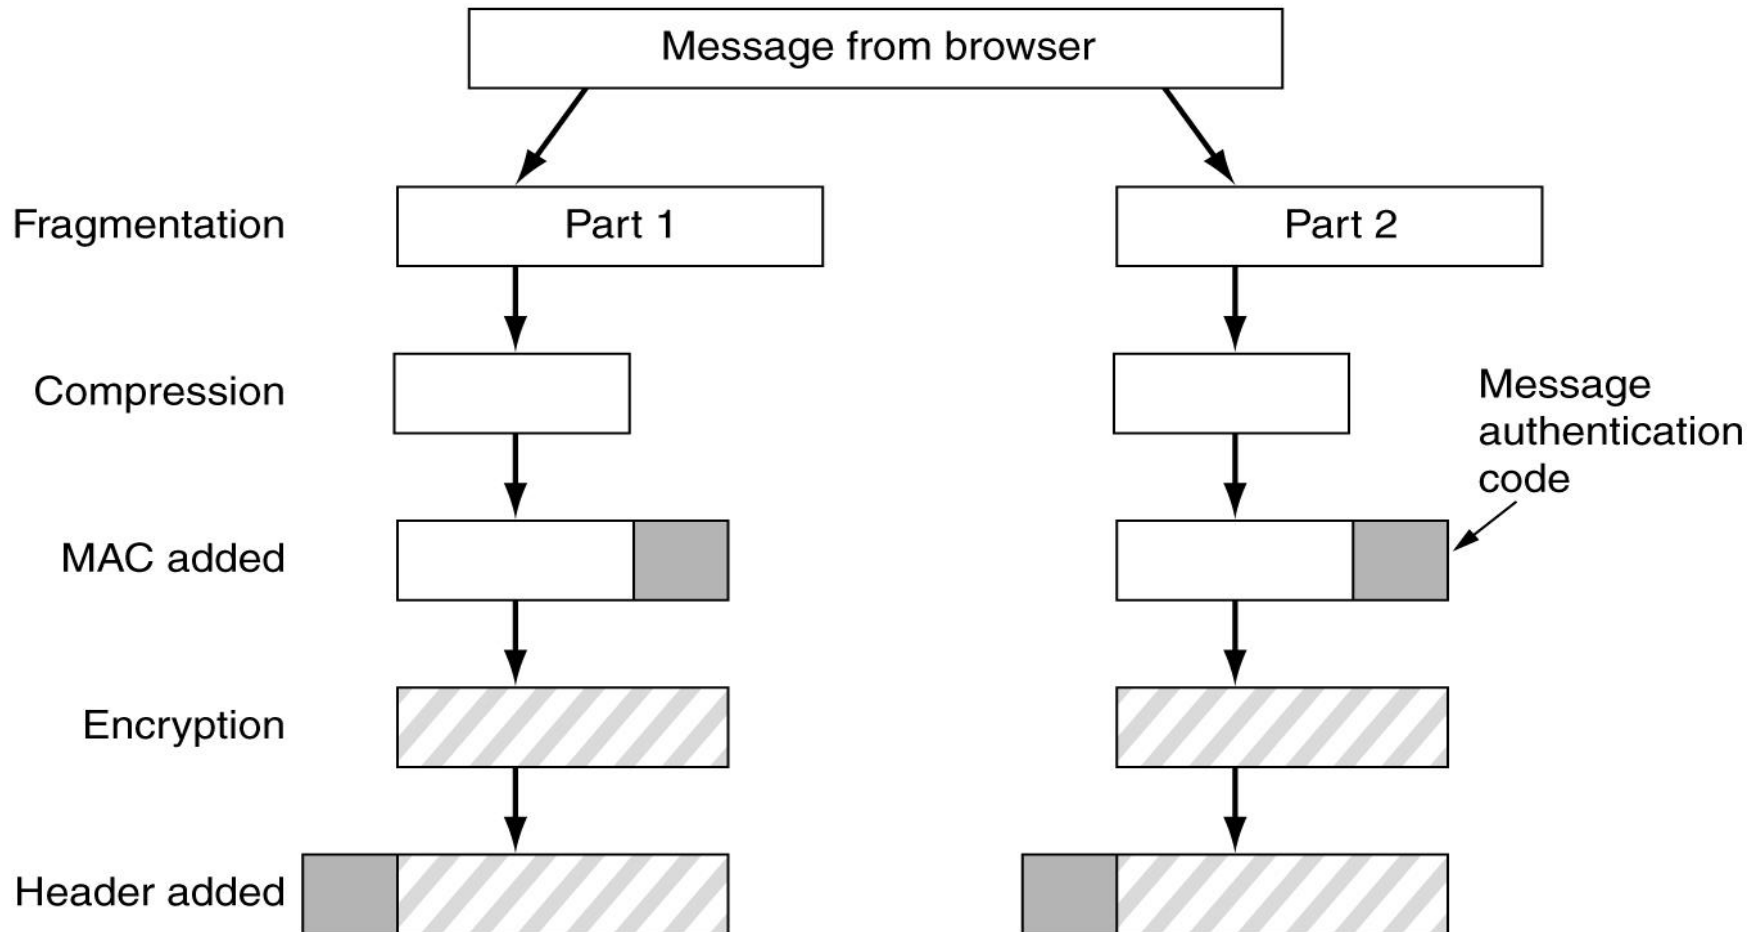 Message from browser
Fragmentation
Part 1
Part 2
Compression
Message
authentication
code
MAC added
Encryption
Header added